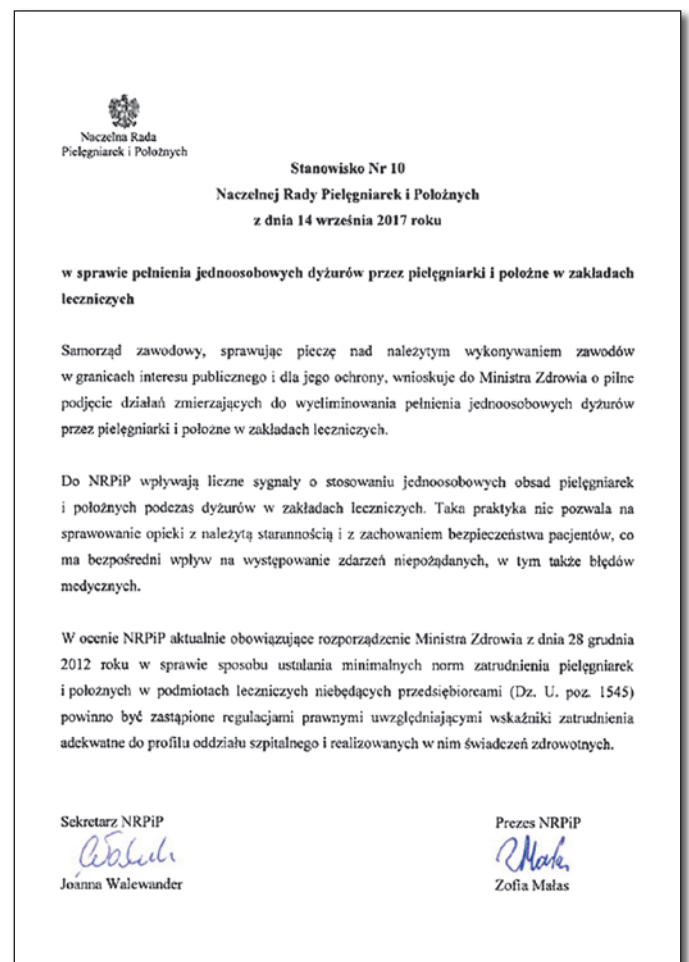 Naczelna Rada
Pielęgniarek i Położnych
Stanowisko Nr 10
Naczelnej Rady Pielęgniarek i Położnych
z dnia 14 września 2017 roku
w sprawie pełnienia jednoosobowych dyżurów przez pielęgniarki i położne w zakładach
leczniczych
Samorząd zawodowy, sprawując pieczę nad należytym wykonywaniem zawodów
w granicach interesu publicznego i dla jego ochrony, wnioskuje do Ministra Zdrowia o pilne
podjęcie działań zmierzających do wyeliminowania pełnienia jednoosobowych dyżurów
przez pielęgniarki i położne w zakładach leczniczych.
Do NRPiP wpływają liczne sygnały o stosowaniu jednoosobowych obsad pielęgniarek
i położnych podczas dyżurów w zakładach leczniczych. Taka praktyka nie pozwala na
sprawowanie opieki z należytą starannością i z zachowaniem bezpieczeństwa pacjentów, co
ma bezpośredni wpływ na występowanie zdarzeń niepożądanych, w tym także błędów
medycznych.
W ocenie NRPiP aktualnie obowiązujące rozporządzenie Ministra Zdrowia z dnia 28 grudnia
2012 roku w sprawie sposobu ustalania minimalnych norm zatrudnienia pielęgniarek
i położnych w podmiotach leczniczych niebędących przedsiębiorcami (Dz. U. poz. 1545)
powinno być zastąpione regulacjami prawnymi uwzględniającymi wskaźniki zatrudnienia
adekwatne do profilu oddziału szpitalnego i realizowanych w nim świadczeń zdrowotnych.
Sekretarz NRPiP
Joanna Walewander
Prezes NRPiP
Zofia Małas